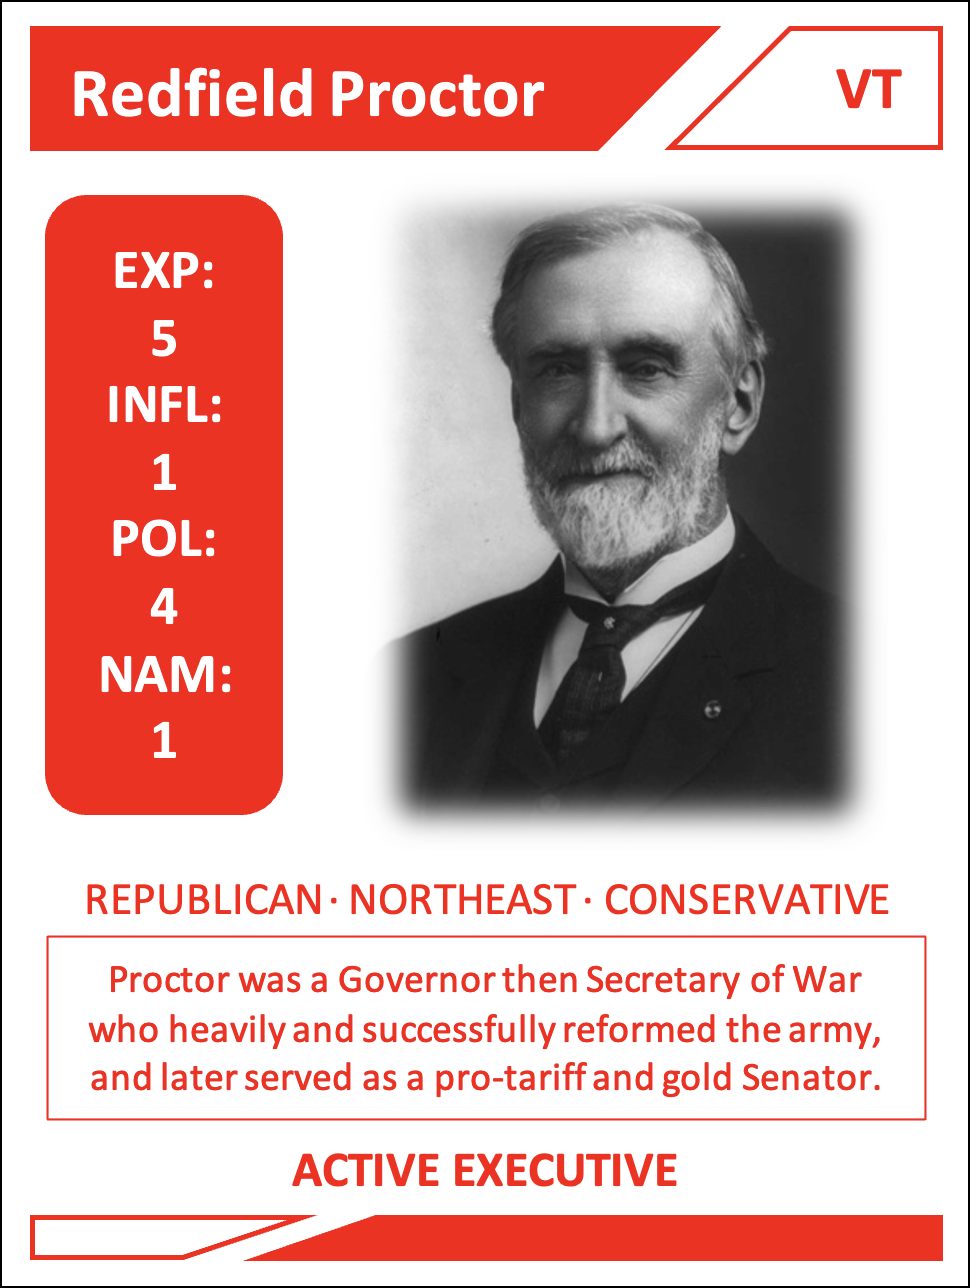 Redfield Proctor
VT
EXP:
5
INFL:
1
POL:
4
NAM:
1
REPUBLICAN · NORTHEAST · CONSERVATIVE
Proctor was a Governor then Secretary of War
who heavily and successfully reformed the army,
and later served as a pro-tariff and gold Senator.
ACTIVE EXECUTIVE